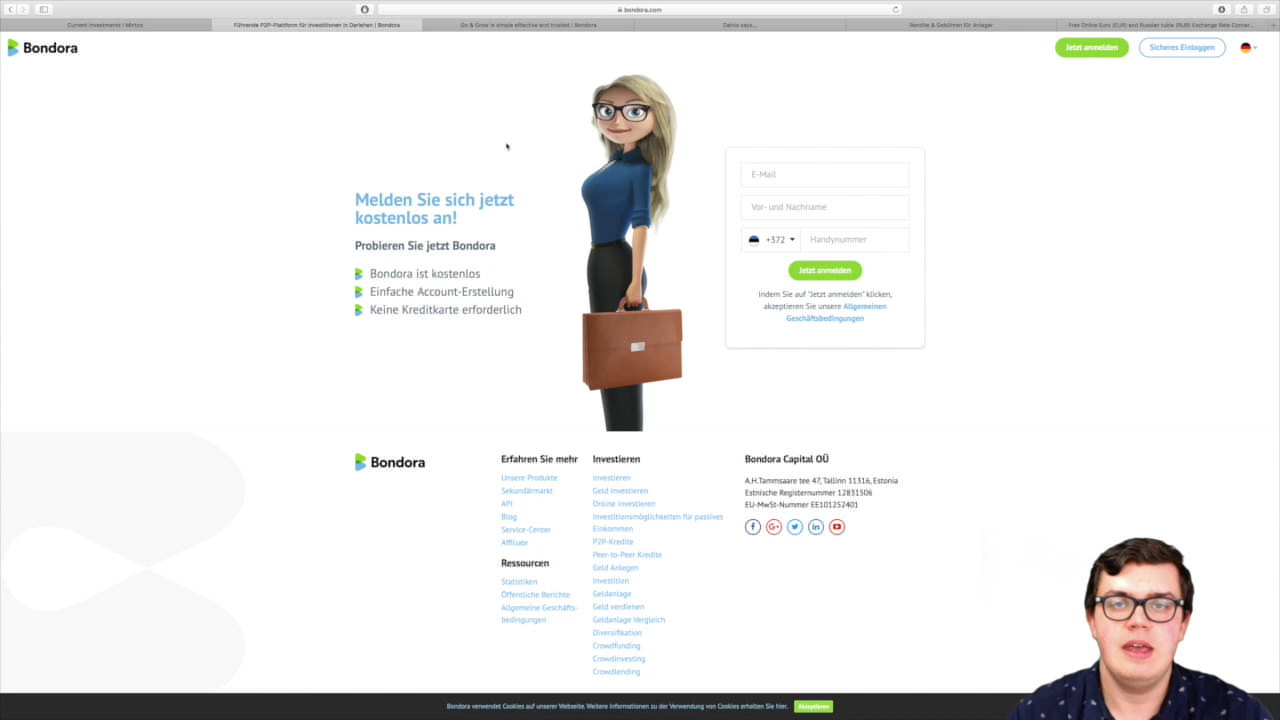 bondora.com
Current Investments | Mintos
Führende P2P-Plattform für Investitionen in Darlehen | Bondora
Go & Grow is simple effective and trusted | Bondora
Rendite & Gebühren für Anleger
Free Online Euro (EUR) and Russian ruble (RUB) Exchange Rate Conver...
Bondora
Jetzt anmelden
Sicheres Einloggen
Melden Sie sich jetzt
kostenlos an!
Probieren Sie jetzt Bondora
Bondora ist kostenlos
Einfache Account-Erstellung
Keine Kreditkarte erforderlich
E-Mail
Vor- und Nachname
+372
Handynummer
Jetzt anmelden
Indem Sie auf "Jetzt anmelden" klicken,
akzeptieren Sie unsere Allgemeinen
Geschäftsbedingungen
Bondora
Erfahren Sie mehr
Unsere Produkte
Sekundärmarkt
API
Blog
Service-Center
Affiliate
Ressourcen
Statistiken
Öffentliche Berichte
Allgemeine Geschäfts-
bedingungen
Investieren
Investieren
Geld investieren
Online investieren
Investitionsmöglichkeiten für passives
Einkommen
P2P-Kredite
Peer-to-Peer Kredite
Geld Anlegen
Investition
Geldanlage
Geld verdienen
Geldanlage Vergleich
Diversifikation
Crowdfunding
Crowdinvesting
Crowdlending
Bondora Capital OÜ
A.H.Tammsaare tee 47, Tallinn 11316, Estonia
Estnische Registernummer 12831506
EU-MwSt-Nummer EE101252401
Bondora verwendet Cookies auf unserer Webseite. Weitere Informationen zu der Verwendung von Cookies erhalten Sie hier.
Akzeptieren